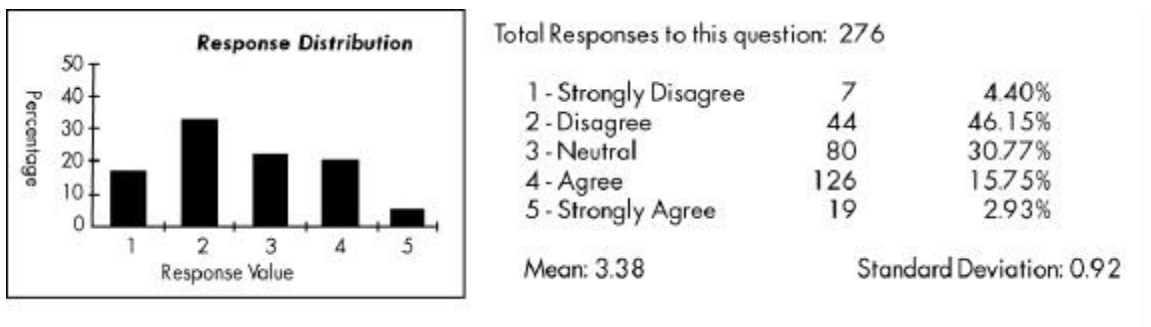 Response Distribution
50
40
30
20
10
0
Percentage
1 2 3 4 5
Response Value
Total Responses to this question: 276
1 - Strongly Disagree 7 4.40%
2 - Disagree 44 46.15%
3 - Neutral 80 30.77%
4 - Agree 126 15.75%
5 - Strongly Agree 19 2.93%
Mean: 3.38 Standard Deviation: 0.92